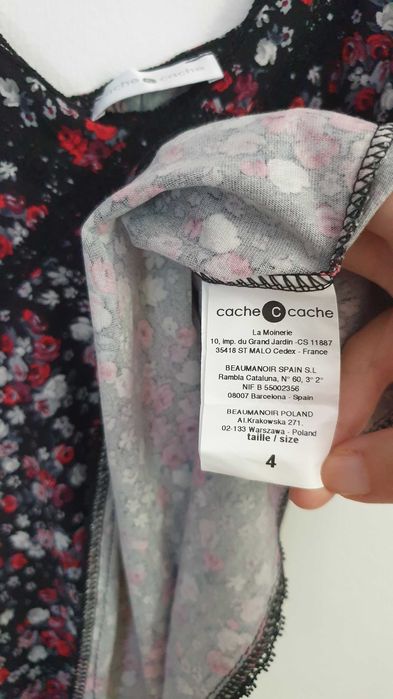 cache c cache
cache C cache
La Moinerie
10, imp. du Grand Jardin -CS 11887
35418 ST MALO Cedex - France
BEAUMANOIR SPAIN S.L
Rambla Cataluna, N° 60, 3° 2°
NIF B 55002356
08007 Barcelona - Spain
BEAUMANOIR POLAND
Al.Krakowska 271.
02-133 Warszawa - Poland
taille / size
4